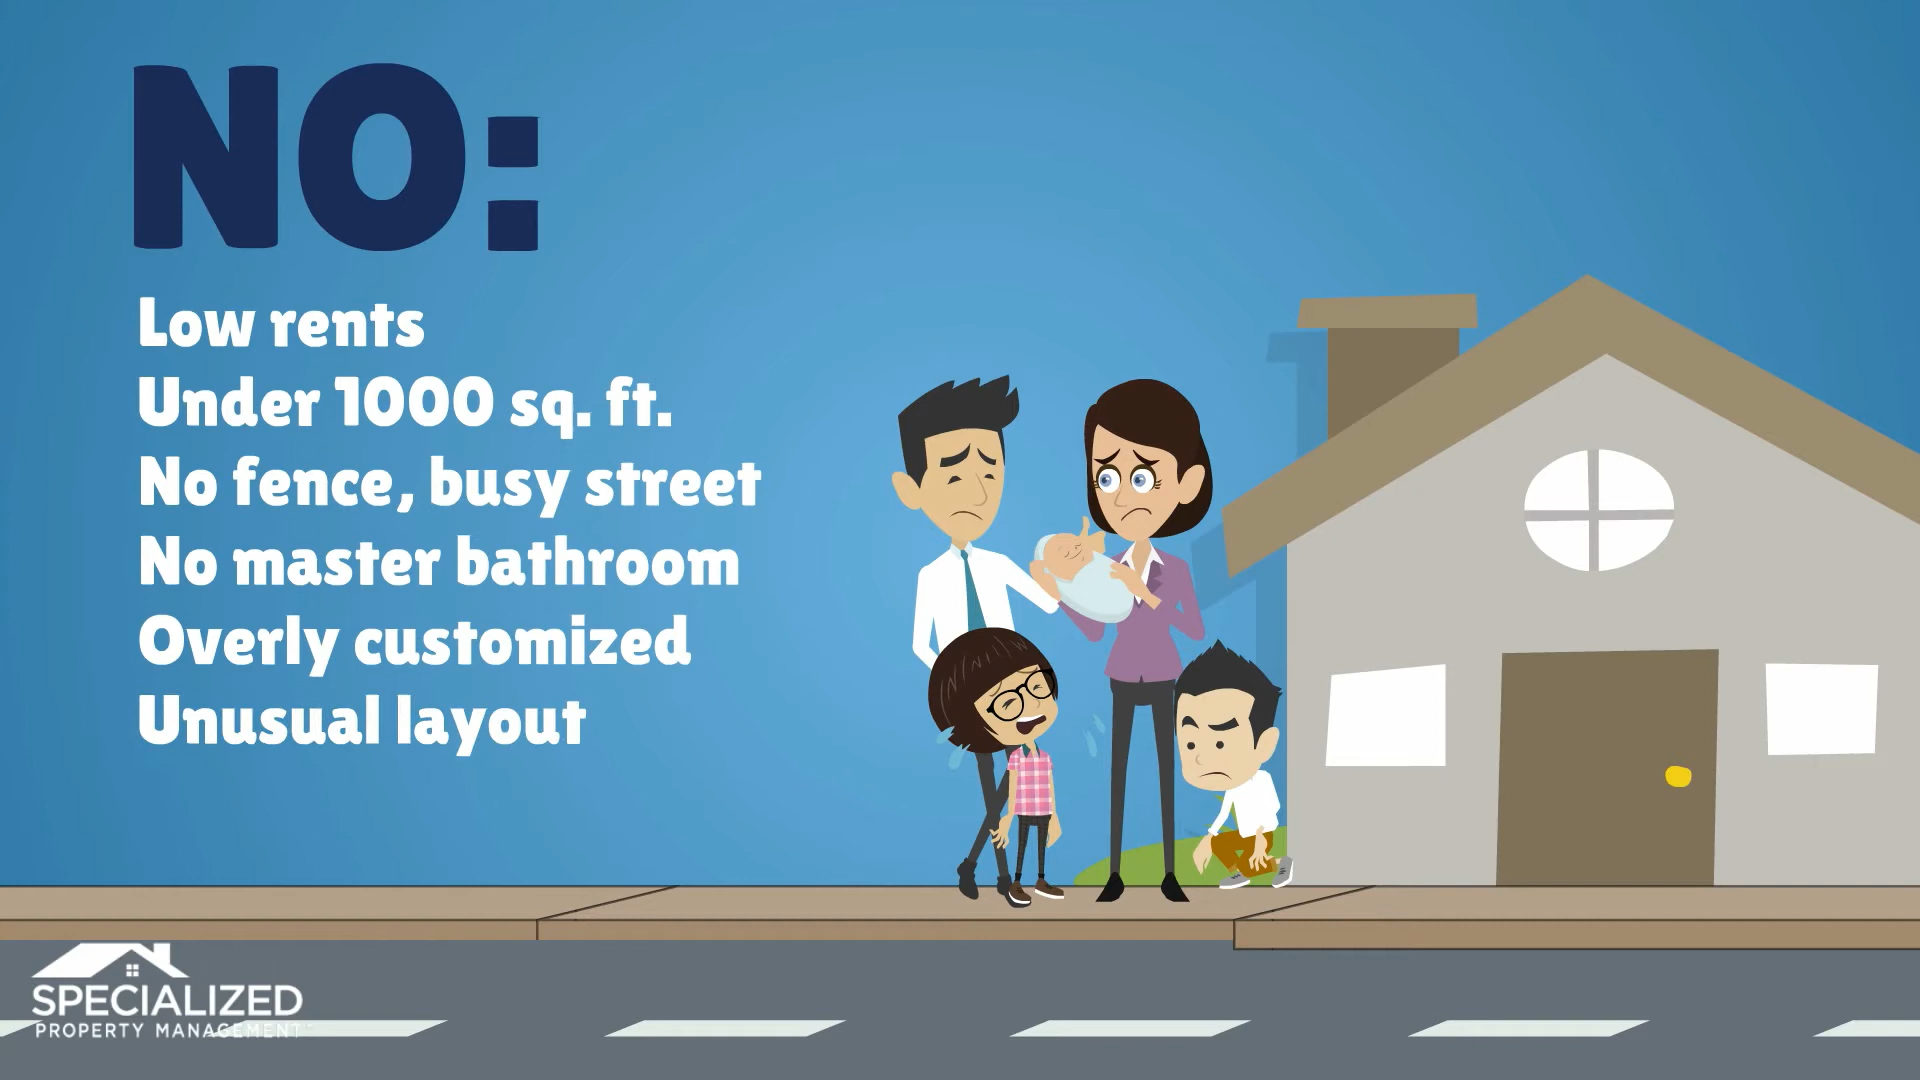 NO:
Low rents
Under 1000 sq. ft.
No fence, busy street
No master bathroom
Overly customized
Unusual layout
SPECIALIZED
PROPERTY MANAGEMENT